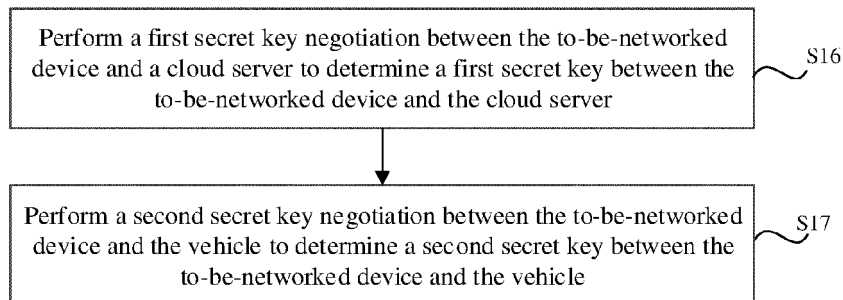 Perform a first secret key negotiation between the to-be-networked
device and a cloud server to determine a first secret key between the
to-be-networked device and the cloud server
S16
Perform a second secret key negotiation between the to-be-networked
device and the vehicle to determine a second secret key between the
to-be-networked device and the vehicle
S17